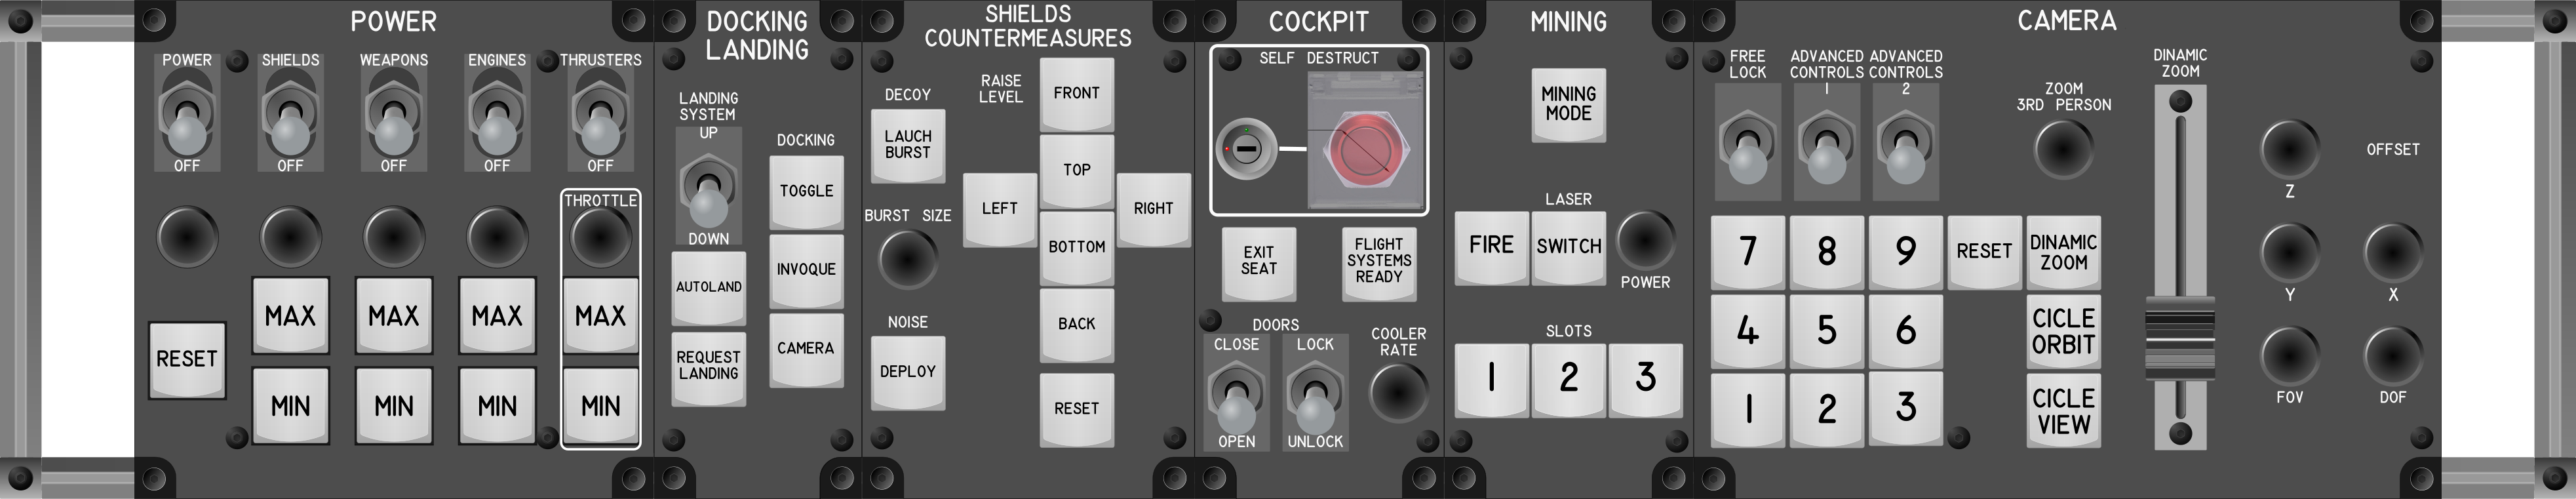 POWER
POWER
SHIELDS
WEAPONS
ENGINES
THRUSTERS
OFF
OFF
OFF
OFF
OFF
THROTTLE
MAX
MAX
MAX
MAX
RESET
MIN
MIN
MIN
MIN
DOCKING
LANDING
LANDING
SYSTEM
UP
DOWN
AUTOLAND
REQUEST
LANDING
DOCKING
TOGGLE
INVOQUE
CAMERA
SHIELDS
COUNTERMEASURES
DECOY
LAUCH
BURST
BURST SIZE
NOISE
DEPLOY
RAISE
LEVEL
FRONT
TOP
LEFT
RIGHT
BOTTOM
BACK
RESET
COCKPIT
SELF DESTRUCT
EXIT
SEAT
FLIGHT
SYSTEMS
READY
DOORS
CLOSE
LOCK
OPEN
UNLOCK
COOLER
RATE
MINING
MINING
MODE
LASER
FIRE
SWITCH
POWER
SLOTS
1
2
3
CAMERA
FREE
LOCK
ADVANCED
CONTROLS
1
ADVANCED
CONTROLS
2
ZOOM
3RD PERSON
DINAMIC
ZOOM
7
8
9
RESET
DINAMIC
ZOOM
4
5
6
CICLE
ORBIT
1
2
3
CICLE
VIEW
OFFSET
Z
Y
X
FOV
DOF